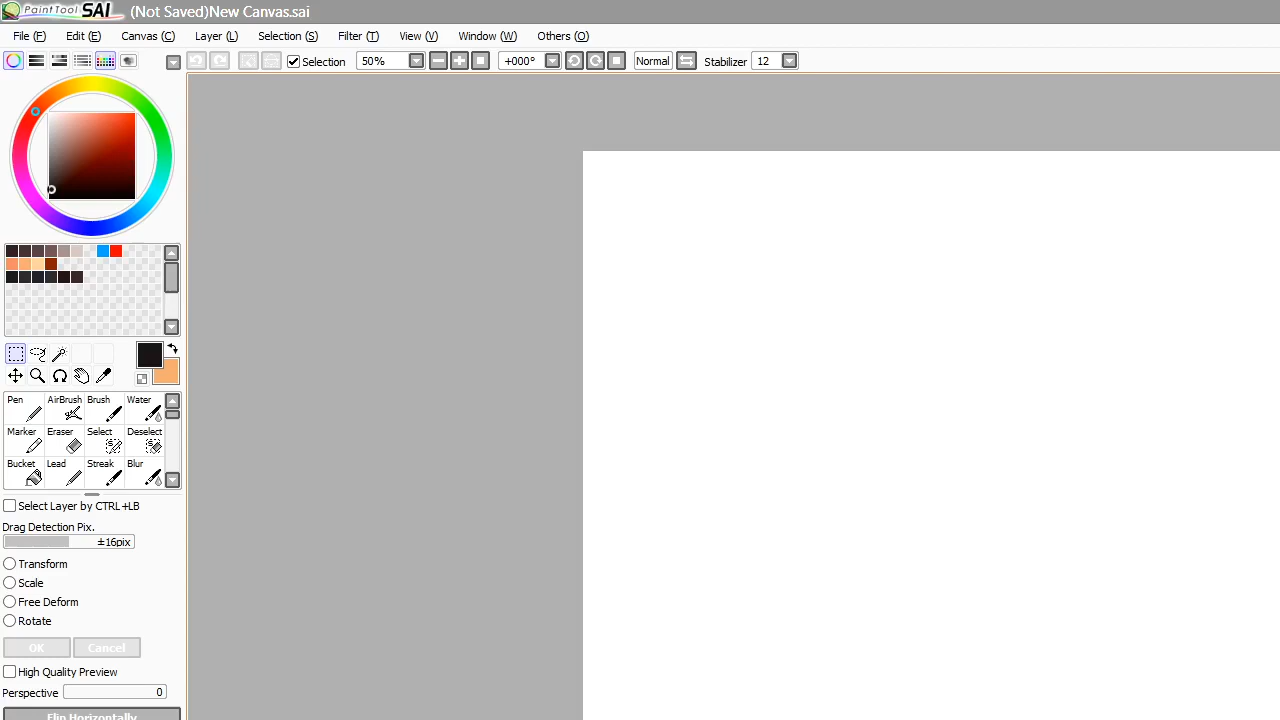 PaintTool SAI (Not Saved)New Canvas.sai
File (F) Edit (E) Canvas (C) Layer (L) Selection (S) Filter (T) View (V) Window (W) Others (O)
Selection 50% +000° Normal Stabilizer 12
Pen AirBrush Brush Water
Marker Eraser Select Deselect
Bucket Lead Streak Blur
Select Layer by CTRL+LB
Drag Detection Pix.
±16pix
Transform
Scale
Free Deform
Rotate
OK Cancel
High Quality Preview
Perspective 0
Flip Horizontally